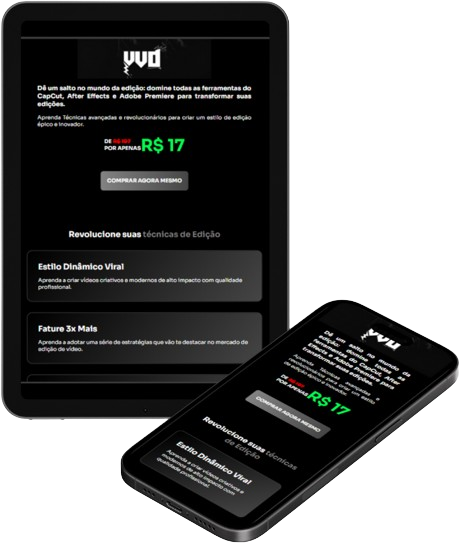 VVD
Dê um salto no mundo da edição: domine todas as ferramentas do
CapCut, After Effects e Adobe Premiere para transformar suas
edições.
Aprenda Técnicas avançadas e revolucionários para criar um estilo de edição
épico e inovador.
DE
POR APENAS R$ 17
COMPRAR AGORA MESMO
Revolucione suas técnicas de Edição
Estilo Dinâmico Viral
Aprenda a criar vídeos criativos e modernos de alto impacto com qualidade
profissional.
Fature 3x Mais
Aprenda a adotar uma série de estratégias que vão te destacar no mercado de
edição de vídeo.
VVD
Dê um salto no mundo da
edição: domine todas as
ferramentas do CapCut, After
Effects e Adobe Premiere para
transformar suas edições.
Aprenda Técnicas avançadas e
revolucionários para criar um estilo
de edição épico e inovador.
DE
POR APENAS R$ 17
COMPRAR AGORA MESMO
Revolucione suas técnicas
de Edição
Estilo Dinâmico Viral
Aprenda a criar vídeos criativos e
modernos de alto impacto com
qualidade profissional.